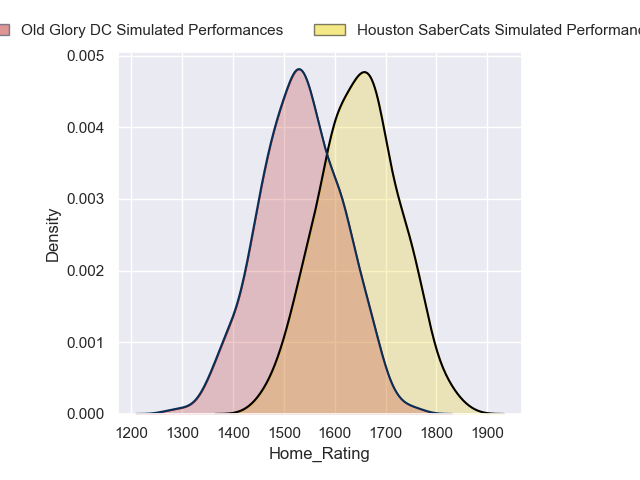 Old Glory DC Simulated Performances
Houston SaberCats Simulated
0.005
0.004
0.003
0.002
0.001
0.000
Density
1200 1300 1400 1500 1600 1700 1800 1900
Home_Rating